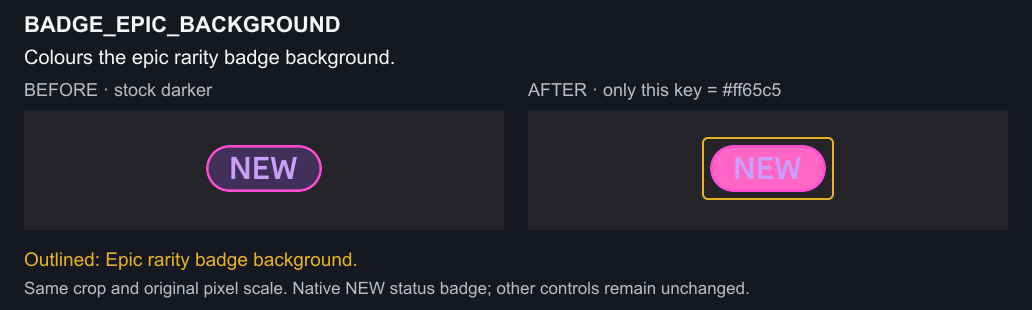 BADGE_EPIC_BACKGROUND
Colours the epic rarity badge background.
BEFORE · stock darker
AFTER · only this key = #ff65c5
NEW
NEW
Outlined: Epic rarity badge background.
Same crop and original pixel scale. Native NEW status badge; other controls remain unchanged.